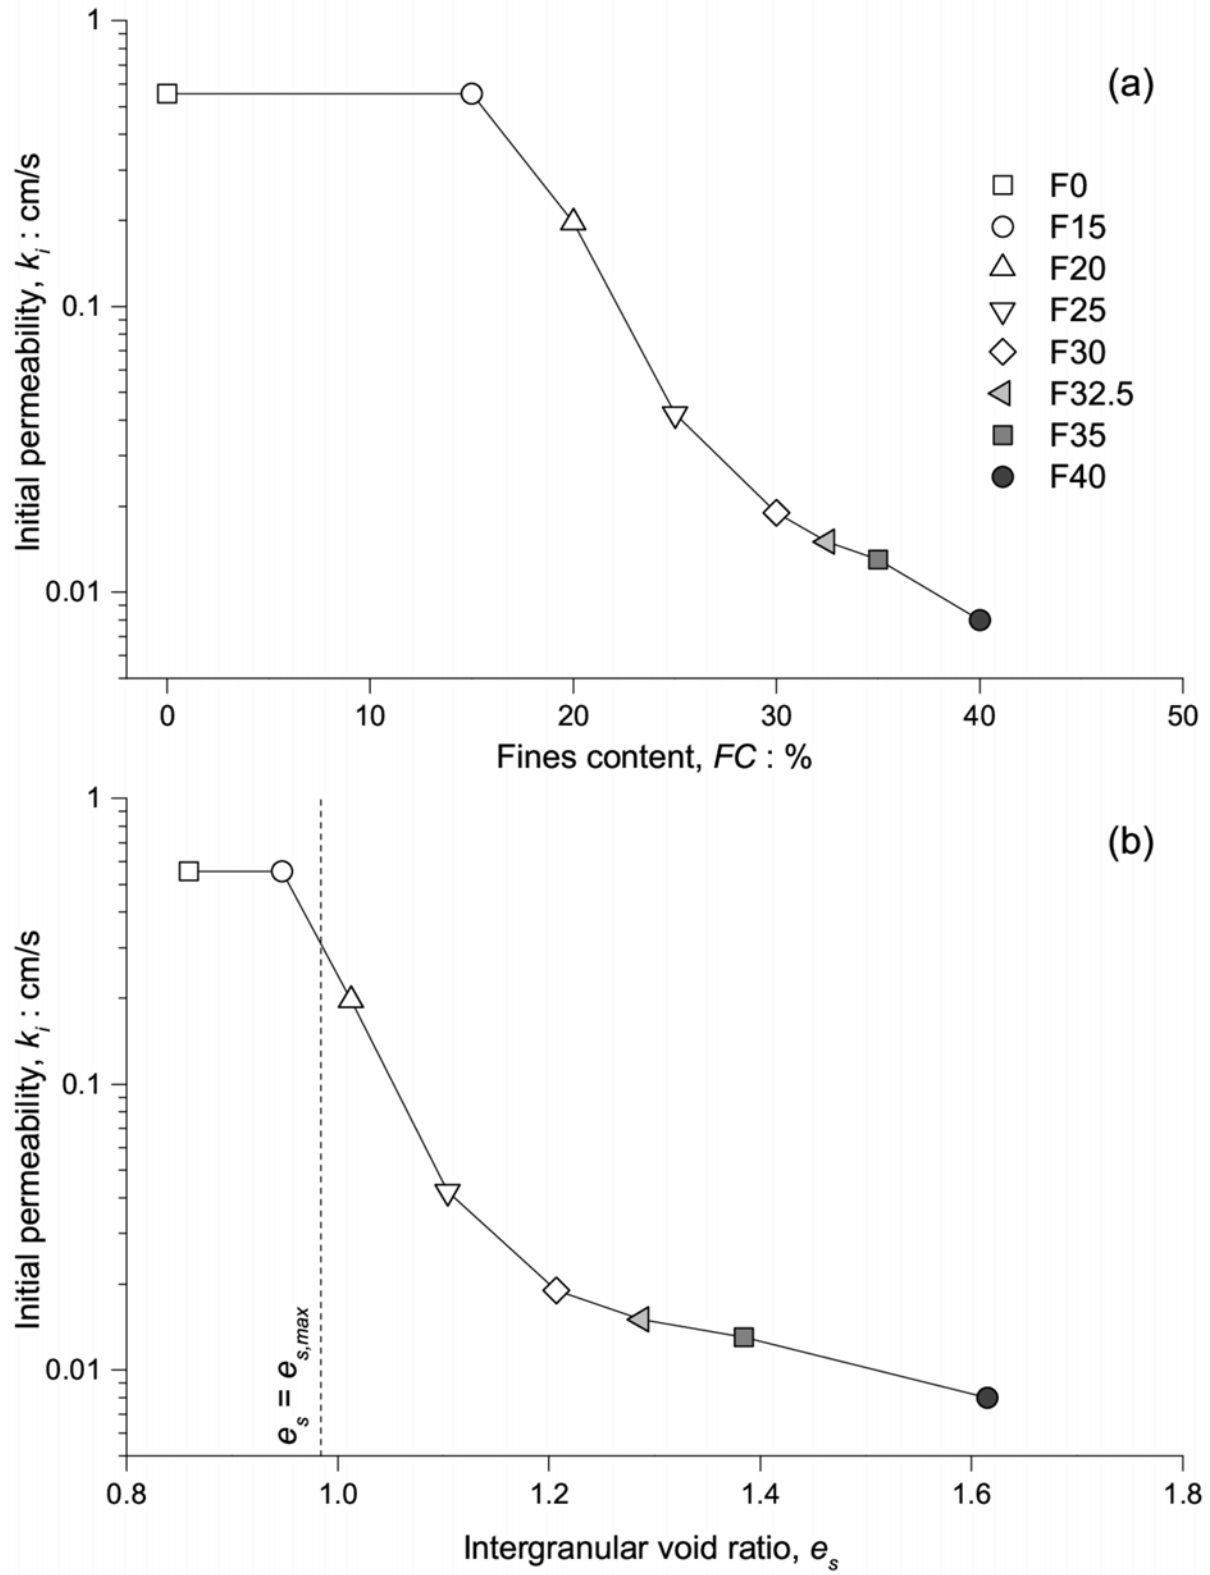 1
(a)
F0
F15
F20
F25
F30
F32.5
F35
F40
0.1
0.01
Initial permeability, ki : cm/s
0 10 20 30 40 50
Fines content, FC : %
1
(b)
0.1
0.01
Initial permeability, ki : cm/s
es = es,max
0.8 1.0 1.2 1.4 1.6 1.8
Intergranular void ratio, es